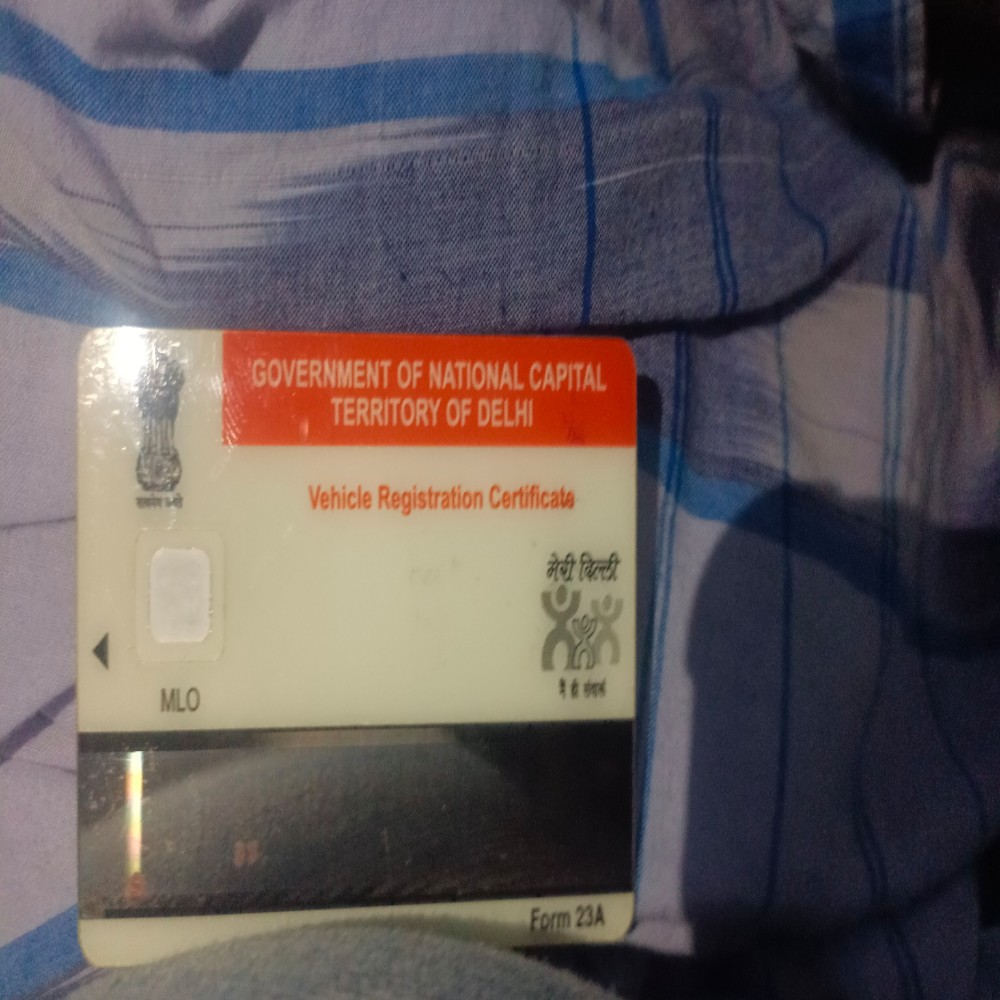 GOVERNMENT OF NATIONAL CAPITAL
TERRITORY OF DELHI
Vehicle Registration Certificate
मेरी दिल्ली
MLO
Form 23A